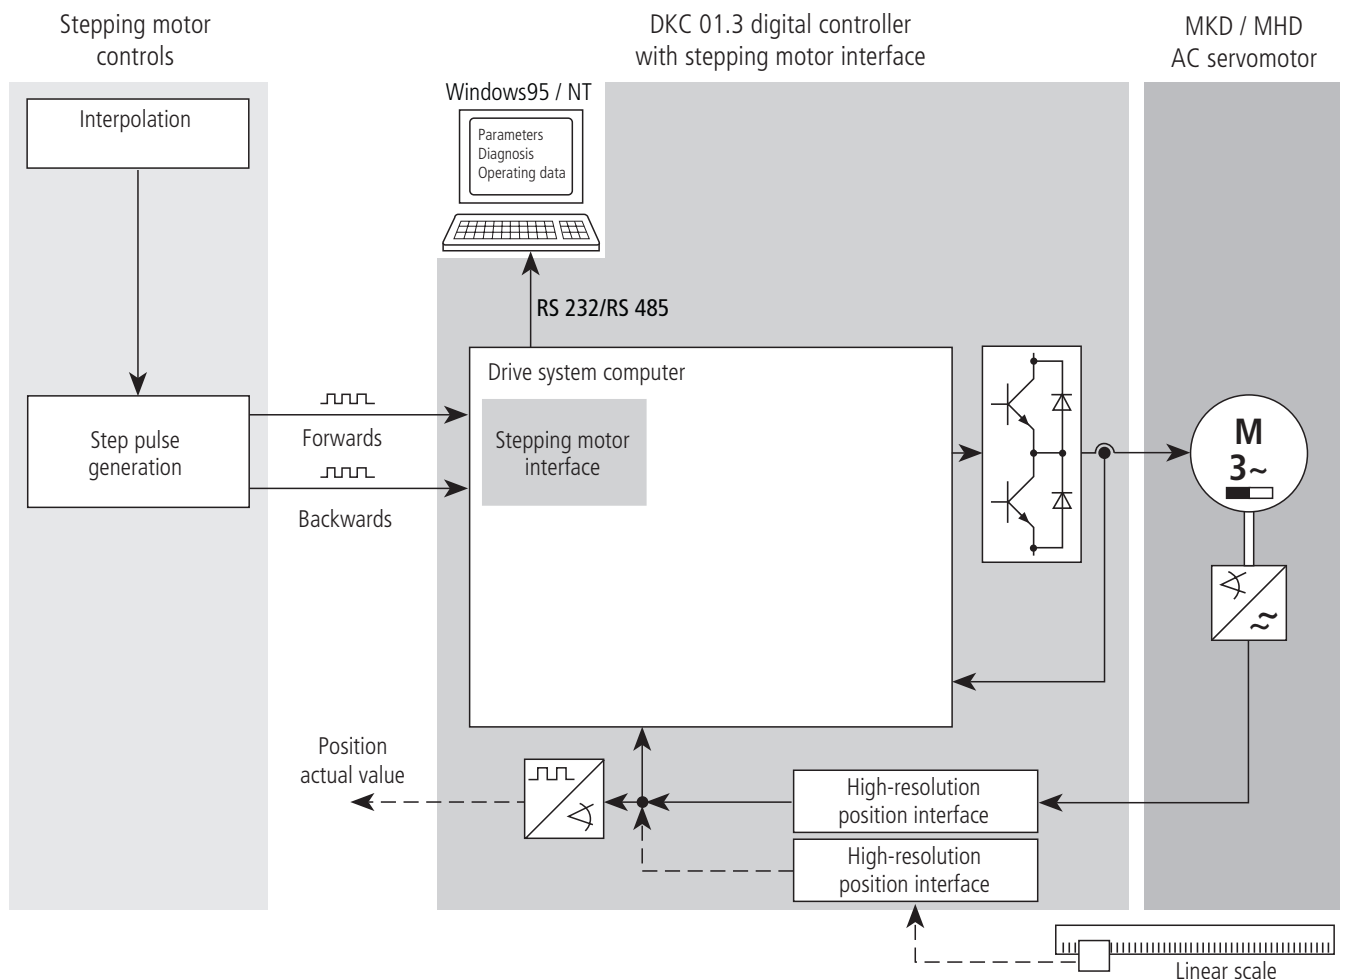 Stepping motor
controls
DKC 01.3 digital controller
with stepping motor interface
MKD / MHD
AC servomotor
Windows95 / NT
Interpolation
Parameters
Diagnosis
Operating data
RS 232/RS 485
Drive system computer
Step pulse
generation
Forwards
Backwards
Stepping motor
interface
M
3~
Position
actual value
High-resolution
position interface
High-resolution
position interface
Linear scale